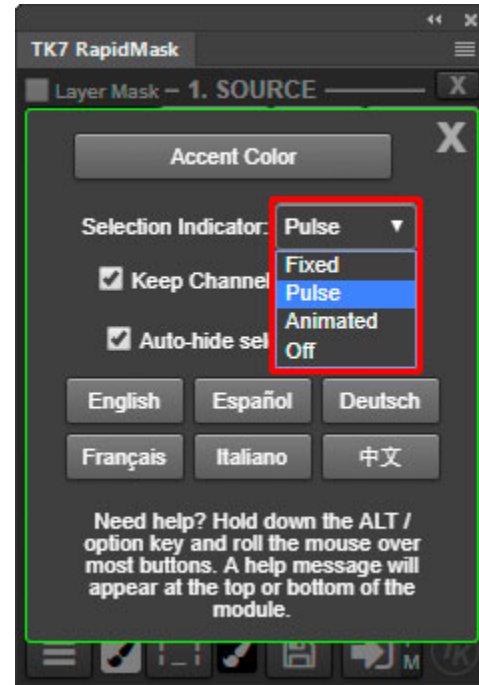 TK7 RapidMask
Layer Mask – 1. SOURCE X
X
Accent Color
Selection Indicator: Pulse
Fixed
Keep Channel
Pulse
Animated
Auto-hide sel
Off
English Español Deutsch
Français Italiano 中文
Need help? Hold down the ALT /
option key and roll the mouse over
most buttons. A help message will
appear at the top or bottom of the
module.
M TK